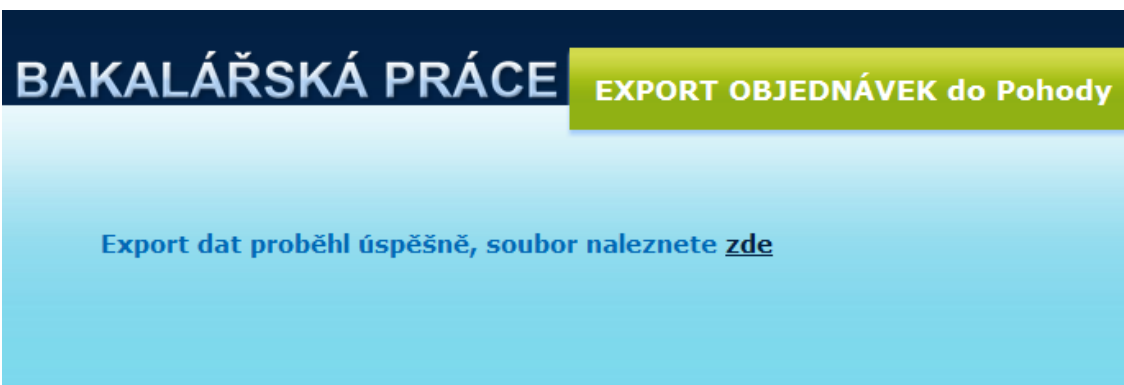 BAKALÁŘSKÁ PRÁCE
EXPORT OBJEDNÁVEK do Pohody
Export dat proběhl úspěšně, soubor naleznete zde